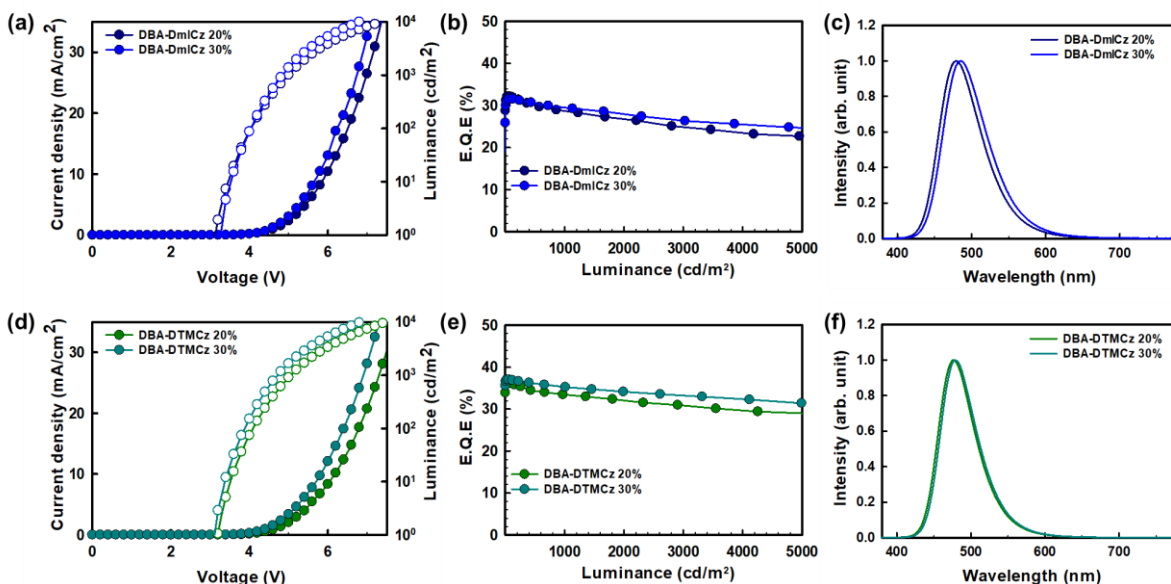 (a)
DBA-DmICz 20%
DBA-DmICz 30%
Current density (mA/cm²)
30
20
10
0
0 2 4 6
Voltage (V)
10⁴
10³
10²
10¹
10⁰
Luminance (cd/m²)
(b)
E.Q.E (%)
50
40
30
20
10
0
DBA-DmICz 20%
DBA-DmICz 30%
1000 2000 3000 4000 5000
Luminance (cd/m²)
(c)
Intensity (arb. unit)
1.2
1.0
0.8
0.6
0.4
0.2
0.0
DBA-DmICz 20%
DBA-DmICz 30%
400 500 600 700
Wavelength (nm)
(d)
DBA-DTMCz 20%
DBA-DTMCz 30%
Current density (mA/cm²)
30
20
10
0
0 2 4 6
Voltage (V)
10⁴
10³
10²
10¹
10⁰
Luminance (cd/m²)
(e)
E.Q.E (%)
50
40
30
20
10
0
DBA-DTMCz 20%
DBA-DTMCz 30%
1000 2000 3000 4000 5000
Luminance (cd/m²)
(f)
Intensity (arb. unit)
1.2
1.0
0.8
0.6
0.4
0.2
0.0
DBA-DTMCz 20%
DBA-DTMCz 30%
400 500 600 700
Wavelength (nm)